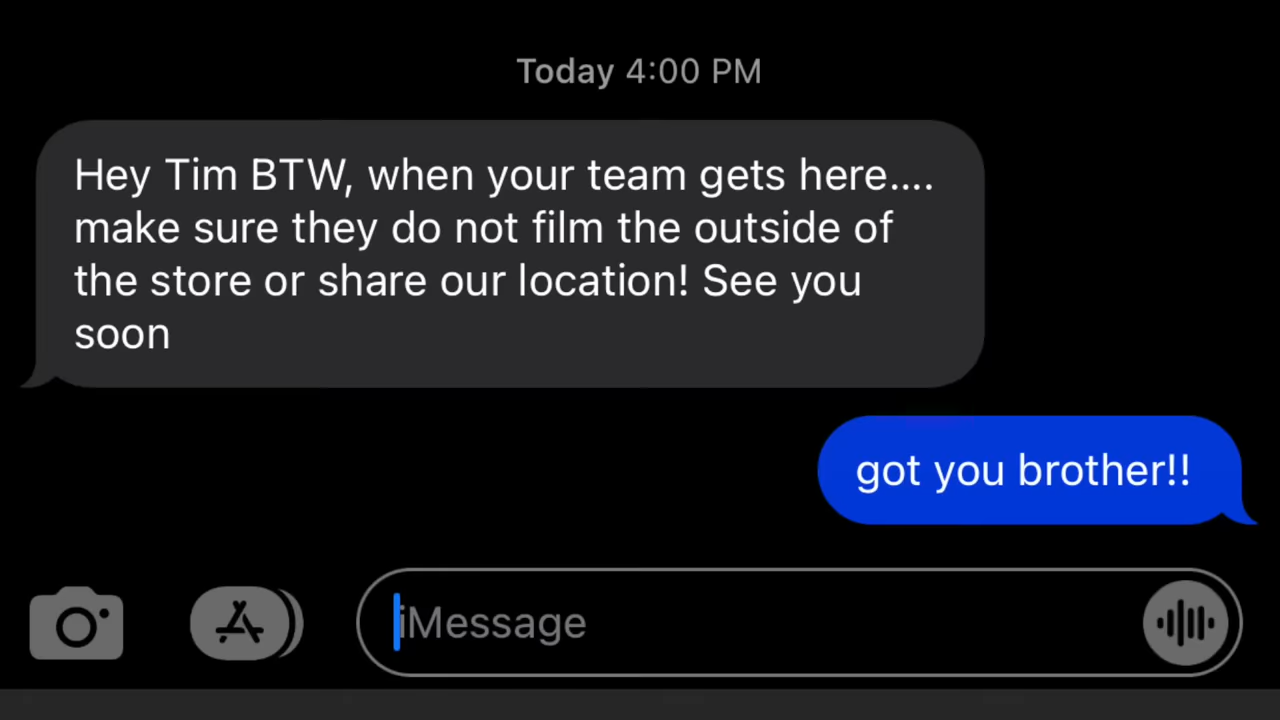 Today 4:00 PM
Hey Tim BTW, when your team gets here....
make sure they do not film the outside of
the store or share our location! See you
soon
got you brother!!
iMessage